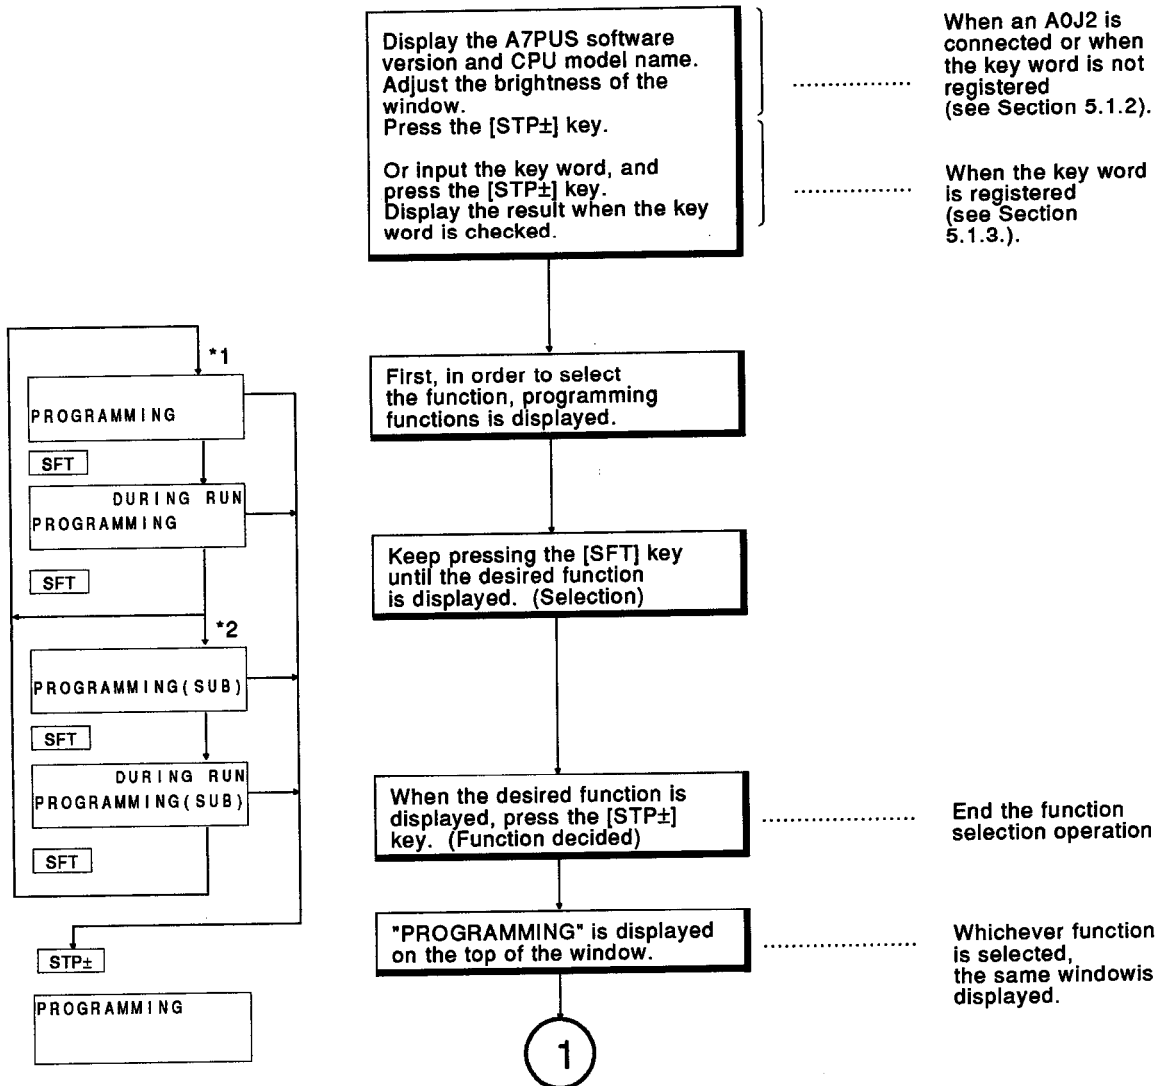 Display the A7PUS software
version and CPU model name.
Adjust the brightness of the
window.
Press the [STP±] key.
Or input the key word, and
press the [STP±] key.
Display the result when the key
word is checked.
When an A0J2 is
connected or when
the key word is not
registered
(see Section 5.1.2).
When the key word
is registered
(see Section
5.1.3.).
First, in order to select
the function, programming
functions is displayed.
Keep pressing the [SFT] key
until the desired function
is displayed. (Selection)
When the desired function is
displayed, press the [STP±]
key. (Function decided)
End the function
selection operation
"PROGRAMMING" is displayed
on the top of the window.
Whichever function
is selected,
the same windowis
displayed.
1
*1
PROGRAMMING
SFT
DURING RUN
PROGRAMMING
SFT
*2
PROGRAMMING(SUB)
SFT
DURING RUN
PROGRAMMING(SUB)
SFT
STP±
PROGRAMMING